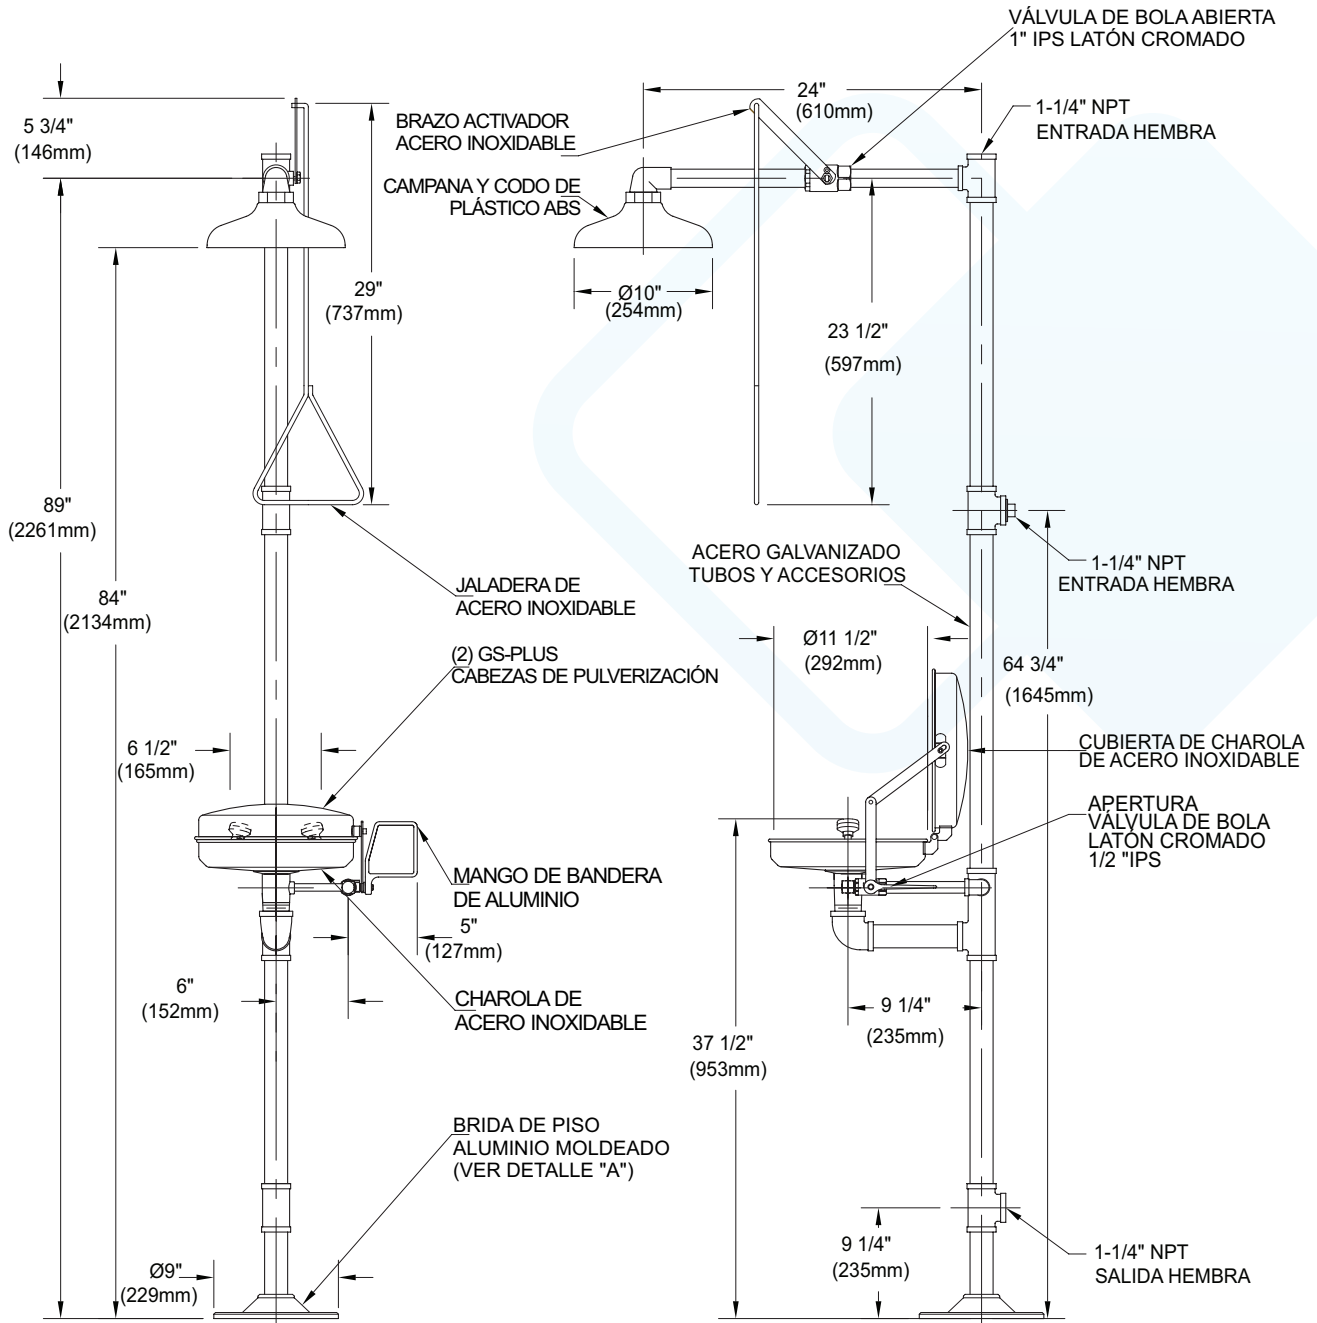 VÁLVULA DE BOLA ABIERTA
1" IPS LATÓN CROMADO
24"
(610mm)
1-1/4" NPT
ENTRADA HEMBRA
5 3/4"
(146mm)
BRAZO ACTIVADOR
ACERO INOXIDABLE
CAMPANA Y CODO DE
PLÁSTICO ABS
29"
(737mm)
Ø10"
(254mm)
23 1/2"
(597mm)
89"
(2261mm)
ACERO GALVANIZADO
TUBOS Y ACCESORIOS
1-1/4" NPT
ENTRADA HEMBRA
84"
(2134mm)
JALADERA DE
ACERO INOXIDABLE
(2) GS-PLUS
CABEZAS DE PULVERIZACIÓN
Ø11 1/2"
(292mm)
64 3/4"
(1645mm)
6 1/2"
(165mm)
CUBIERTA DE CHAROLA
DE ACERO INOXIDABLE
APERTURA
VÁLVULA DE BOLA
LATÓN CROMADO
1/2 "IPS
MANGO DE BANDERA
DE ALUMINIO
5"
(127mm)
6"
(152mm)
CHAROLA DE
ACERO INOXIDABLE
9 1/4"
(235mm)
37 1/2"
(953mm)
BRIDA DE PISO
ALUMINIO MOLDEADO
(VER DETALLE "A")
9 1/4"
(235mm)
1-1/4" NPT
SALIDA HEMBRA
Ø9"
(229mm)